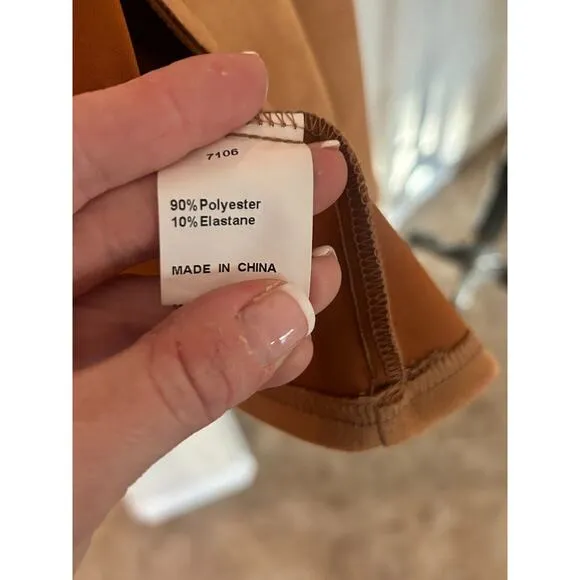 7106
90%Polyester
10%Elastane
MADE IN CHINA